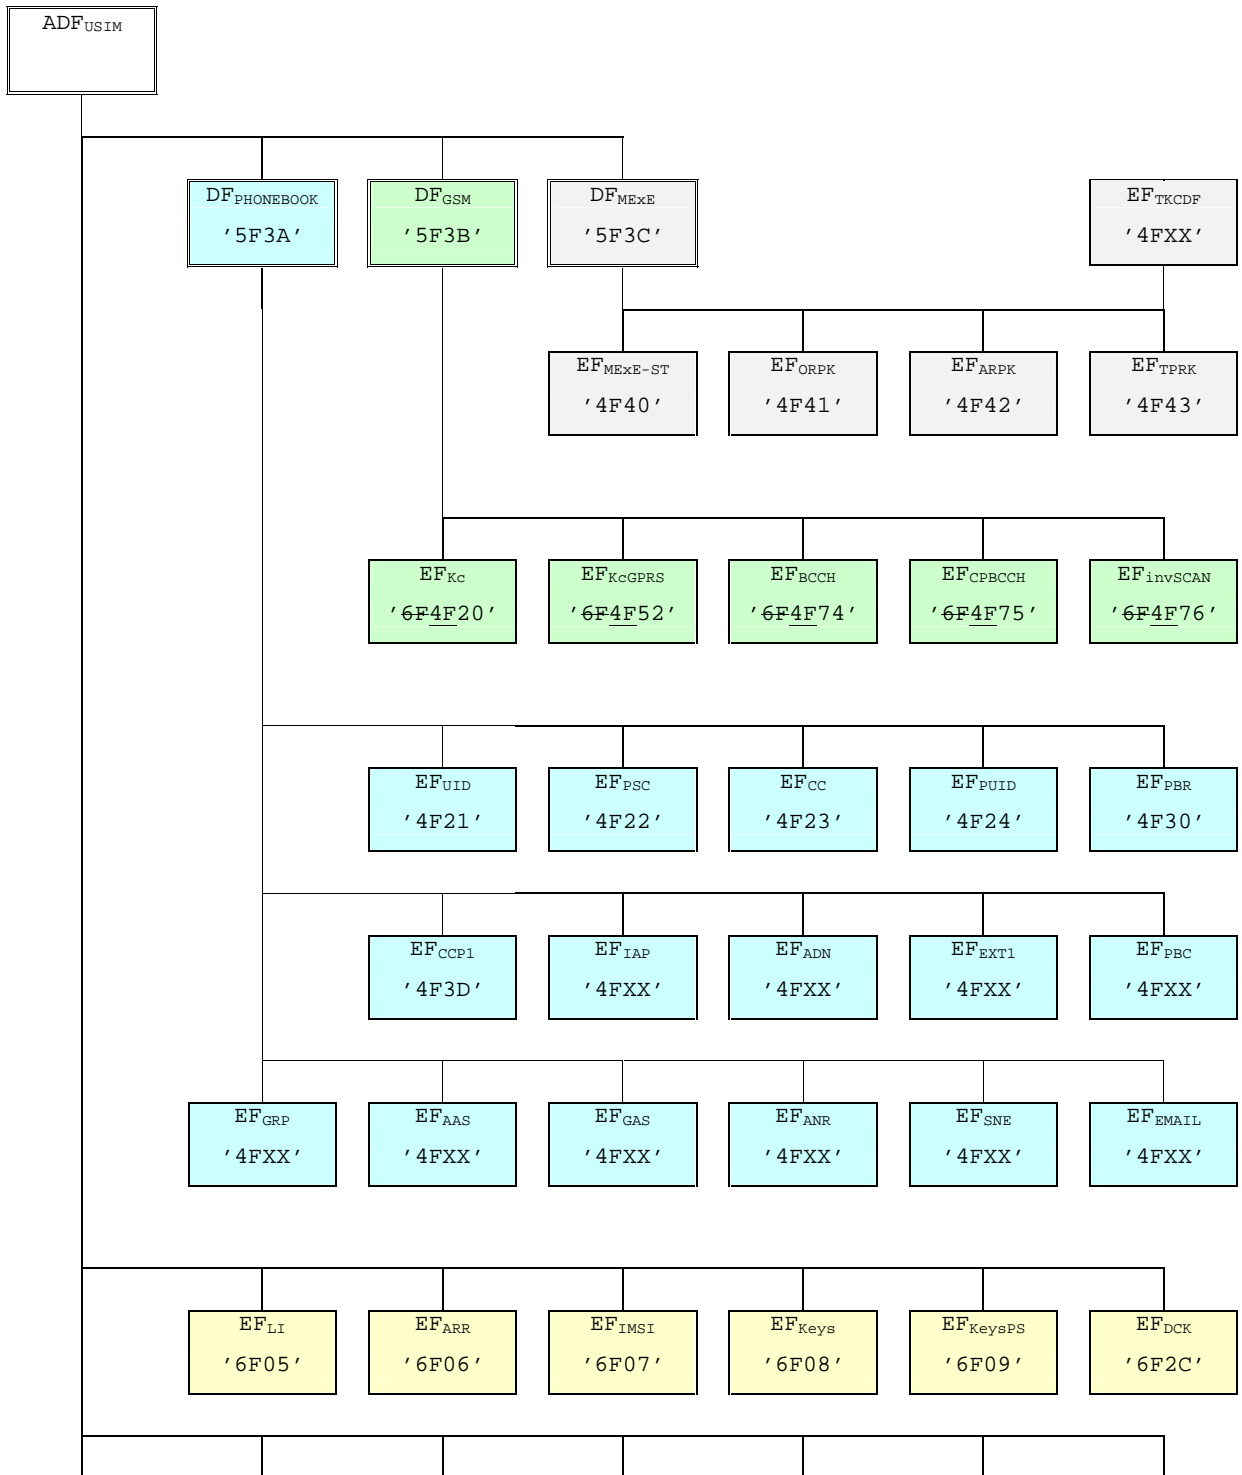 ADFUSIM
DFPHONEBOOK
'5F3A'
DFGSM
'5F3B'
DFMExE
'5F3C'
EFTKCDF
'4FXX'
EFMExE-ST
'4F40'
EFORPK
'4F41'
EFARPK
'4F42'
EFTPRK
'4F43'
EFKc
'6F4F20'
EFKcGPRS
'6F4F52'
EFBCCH
'6F4F74'
EFCPBCCH
'6F4F75'
EFinvSCAN
'6F4F76'
EFUID
'4F21'
EFPSC
'4F22'
EFCC
'4F23'
EFPUID
'4F24'
EFPBR
'4F30'
EFCCP1
'4F3D'
EFIAP
'4FXX'
EFADN
'4FXX'
EFEXT1
'4FXX'
EFPBC
'4FXX'
EFGRP
'4FXX'
EFAAS
'4FXX'
EFGAS
'4FXX'
EFANR
'4FXX'
EFSNE
'4FXX'
EFEMAIL
'4FXX'
EFLI
'6F05'
EFARR
'6F06'
EFIMSI
'6F07'
EFKeys
'6F08'
EFKeysPS
'6F09'
EFDCK
'6F2C'